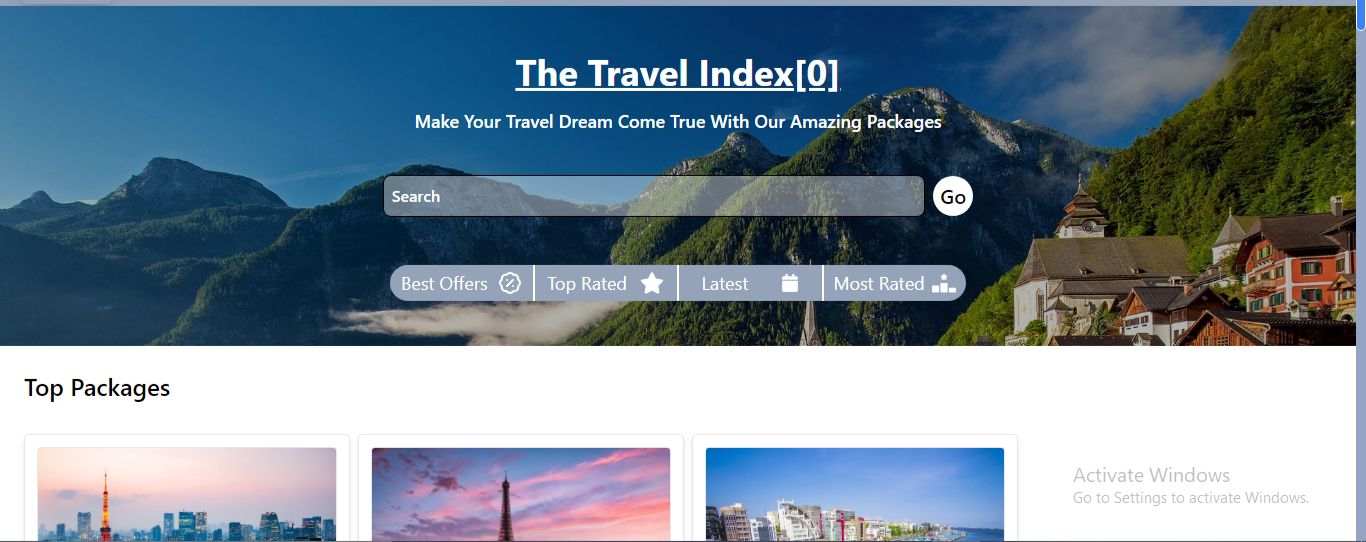 The Travel Index[0]
Make Your Travel Dream Come True With Our Amazing Packages
Search
Go
Best Offers
Top Rated
Latest
Most Rated
Top Packages
Activate Windows
Go to Settings to activate Windows.